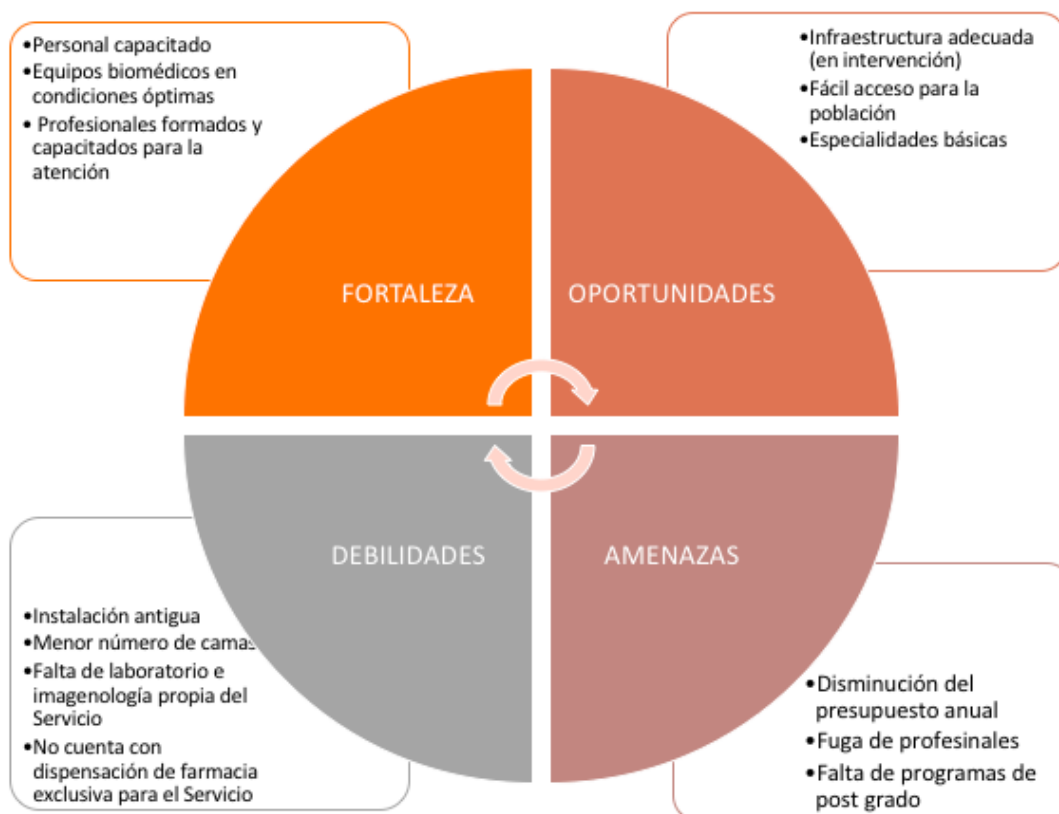 •Personal capacitado
•Equipos biomédicos en
condiciones óptimas
• Profesionales formados y
capacitados para la
atención
•Infraestructura adecuada
(en intervención)
•Fácil acceso para la
población
•Especialidades básicas
FORTALEZA
OPORTUNIDADES
DEBILIDADES
AMENAZAS
•Instalación antigua
•Menor número de camas
•Falta de laboratorio e
imagenología propia del
Servicio
•No cuenta con
dispensación de farmacia
exclusiva para el Servicio
•Disminución del
presupuesto anual
•Fuga de profesinales
•Falta de programas de
post grado